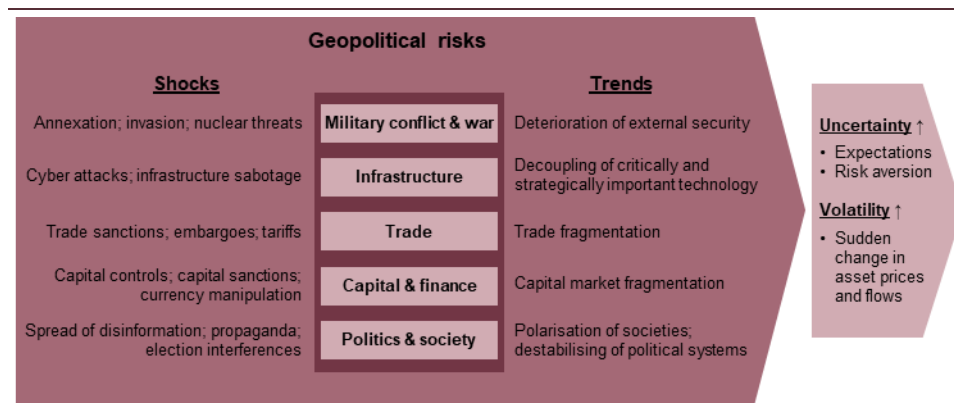 Geopolitical risks
Shocks
Trends
Annexation; invasion; nuclear threats
Military conflict & war
Deterioration of external security
Cyber attacks; infrastructure sabotage
Infrastructure
Decoupling of critically and
strategically important technology
Trade sanctions; embargoes; tariffs
Trade
Trade fragmentation
Capital controls; capital sanctions;
currency manipulation
Capital & finance
Capital market fragmentation
Spread of disinformation; propaganda;
election interferences
Politics & society
Polarisation of societies;
destabilising of political systems
Uncertainty ↑
• Expectations
• Risk aversion
Volatility ↑
• Sudden
change in
asset prices
and flows